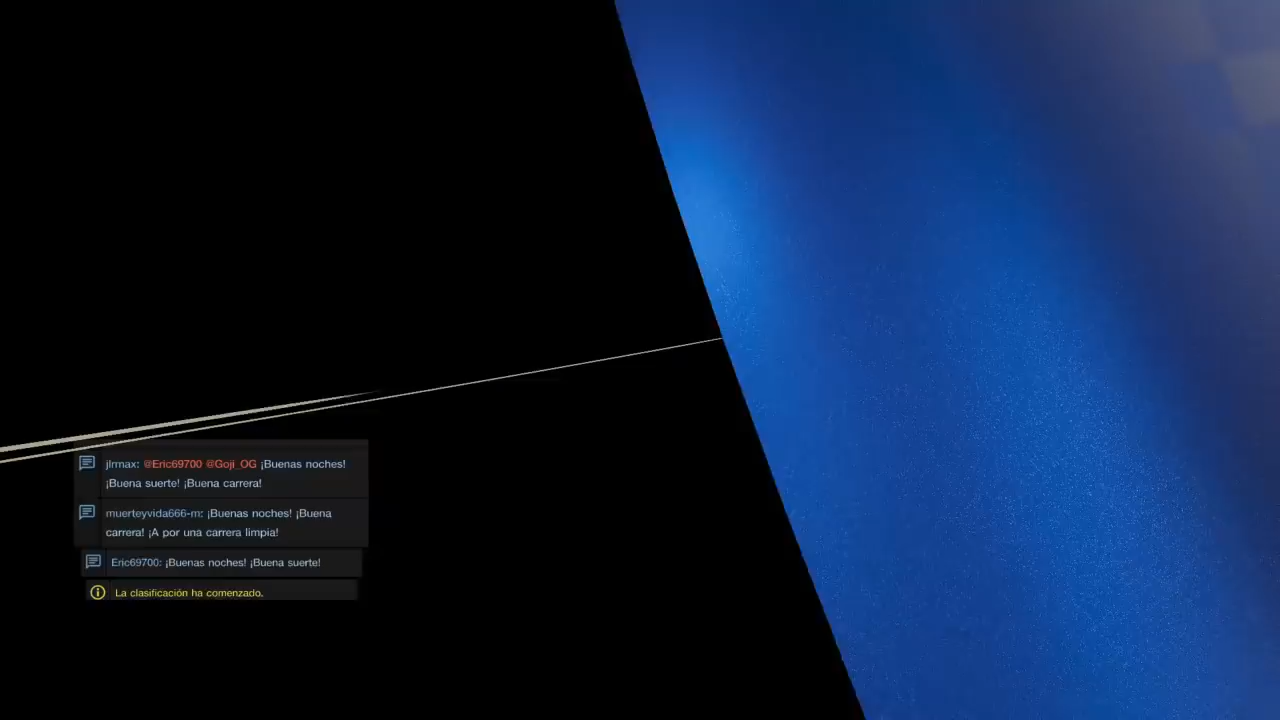 jlrmax: @Eric69700 @Goji_OG ¡Buenas noches!
¡Buena suerte! ¡Buena carrera!
muerteyvida666-m: ¡Buenas noches! ¡Buena
carrera! ¡A por una carrera limpia!
Eric69700: ¡Buenas noches! ¡Buena suerte!
La clasificación ha comenzado.